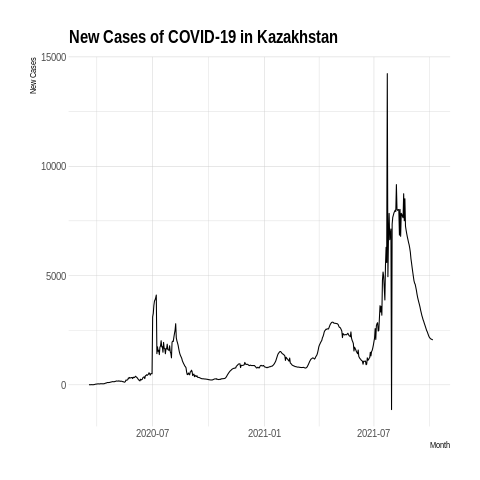 New Cases of COVID-19 in Kazakhstan
New Cases
15000
10000
5000
0
2020-07
2021-01
2021-07
Month